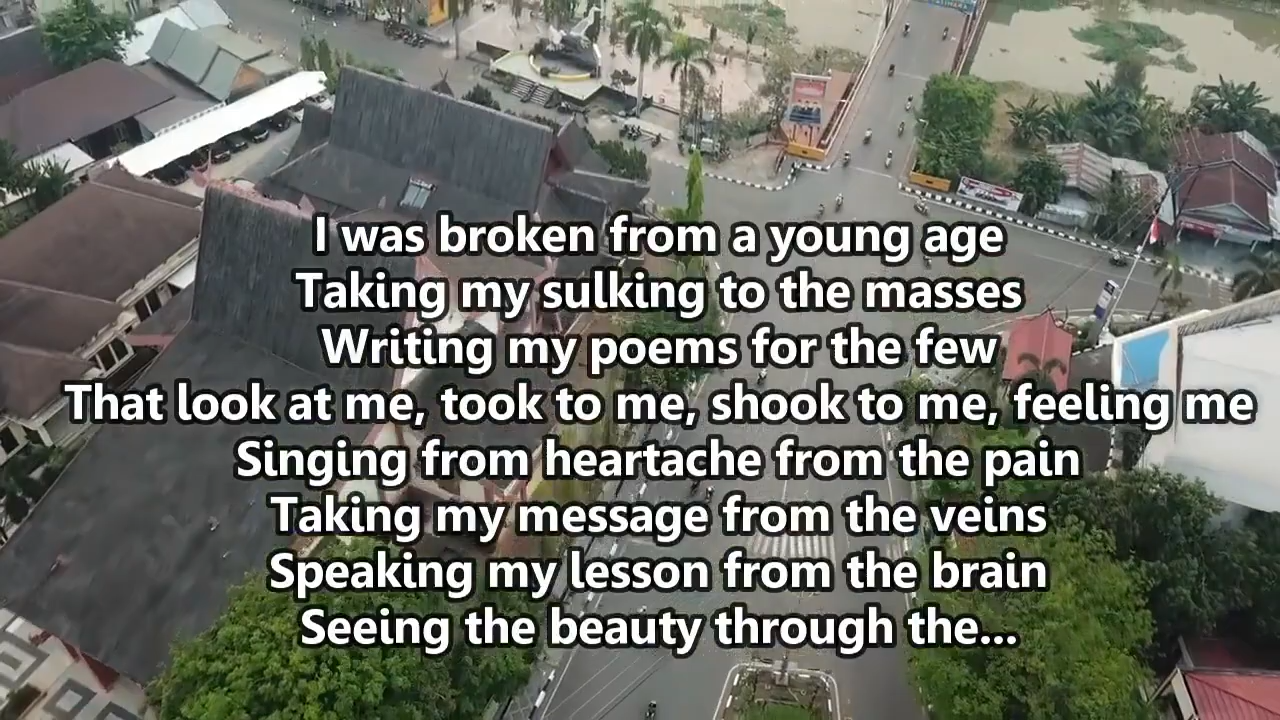 I was broken from a young age
Taking my sulking to the masses
Writing my poems for the few
That look at me, took to me, shook to me, feeling me
Singing from heartache from the pain
Taking my message from the veins
Speaking my lesson from the brain
Seeing the beauty through the...